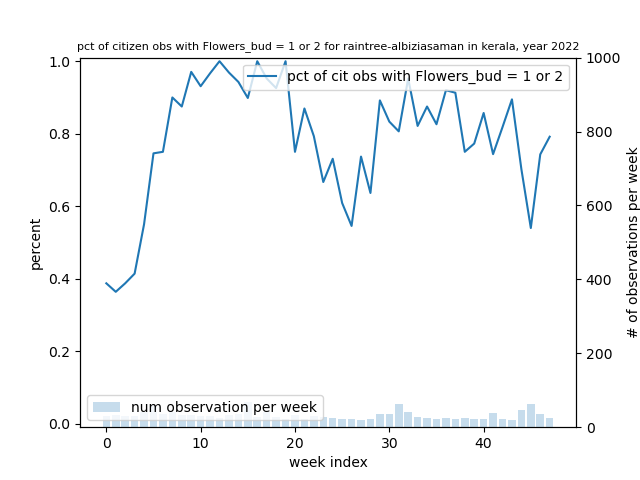 pct of citizen obs with Flowers_bud = 1 or 2 for raintree-albiziasaman in kerala, year 2022
pct of cit obs with Flowers_bud = 1 or 2
num observation per week
percent
1.0
0.8
0.6
0.4
0.2
0.0
1000
800
600
400
200
0
# of observations per week
0
10
20
30
40
week index